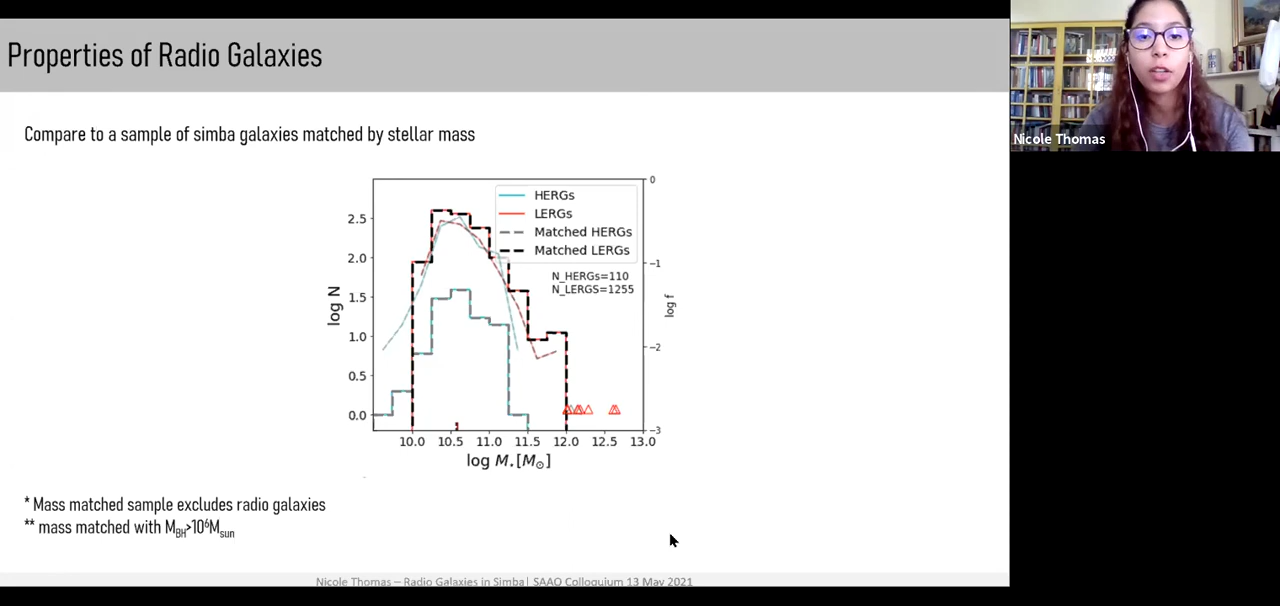 Properties of Radio Galaxies
Nicole Thomas
Compare to a sample of simba galaxies matched by stellar mass
HERGs
LERGs
Matched HERGs
Matched LERGs
N_HERGs=110
N_LERGS=1255
log N
2.5
2.0
1.5
1.0
0.5
0.0
0
−1
−2
−3
log f
10.0 10.5 11.0 11.5 12.0 12.5 13.0
log M*[M⊙]
* Mass matched sample excludes radio galaxies
** mass matched with MBH>10⁶Msun
Nicole Thomas – Radio Galaxies in Simba| SAAO Colloquium 13 May 2021